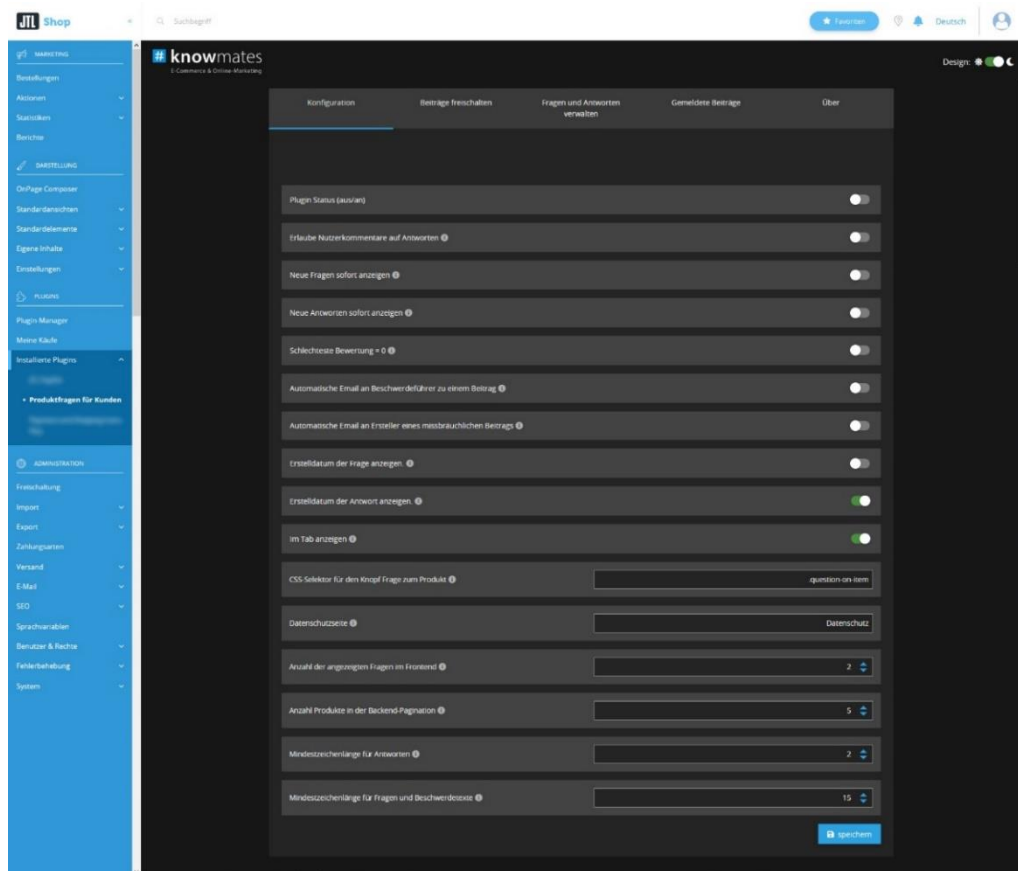 JTL Shop
Suchbegriff
Favoriten
Deutsch
MARKETING
Bestellungen
Aktionen
Statistiken
Berichte
DARSTELLUNG
OnPage Composer
Standardansichten
Standardelemente
Eigene Inhalte
Einstellungen
PLUGINS
Plugin Manager
Meine Käufe
Installierte Plugins
Produktfragen für Kunden
ADMINISTRATION
Freischaltung
Import
Export
Zahlungsarten
Versand
E-Mail
SEO
Sprachvariablen
Benutzer & Rechte
Fehlerbehebung
System
# knowmates
E-Commerce & Online-Marketing
Design:
Konfiguration
Beiträge freischalten
Fragen und Antworten
verwalten
Gemeldete Beiträge
Über
Plugin Status (aus/an)
Erlaube Nutzerkommentare auf Antworten
Neue Fragen sofort anzeigen
Neue Antworten sofort anzeigen
Schlechteste Bewertung = 0
Automatische Email an Beschwerdeführer zu einem Beitrag
Automatische Email an Ersteller eines missbräuchlichen Beitrags
Erstelldatum der Frage anzeigen.
Erstelldatum der Antwort anzeigen.
Im Tab anzeigen
CSS-Selektor für den Knopf Frage zum Produkt
.question-on-item
Datenschutzseite
Datenschutz
Anzahl der angezeigten Fragen im Frontend
2
Anzahl Produkte in der Backend-Pagination
5
Mindestzeichenlänge für Antworten
2
Mindestzeichenlänge für Fragen und Beschwerdetexte
15
speichern